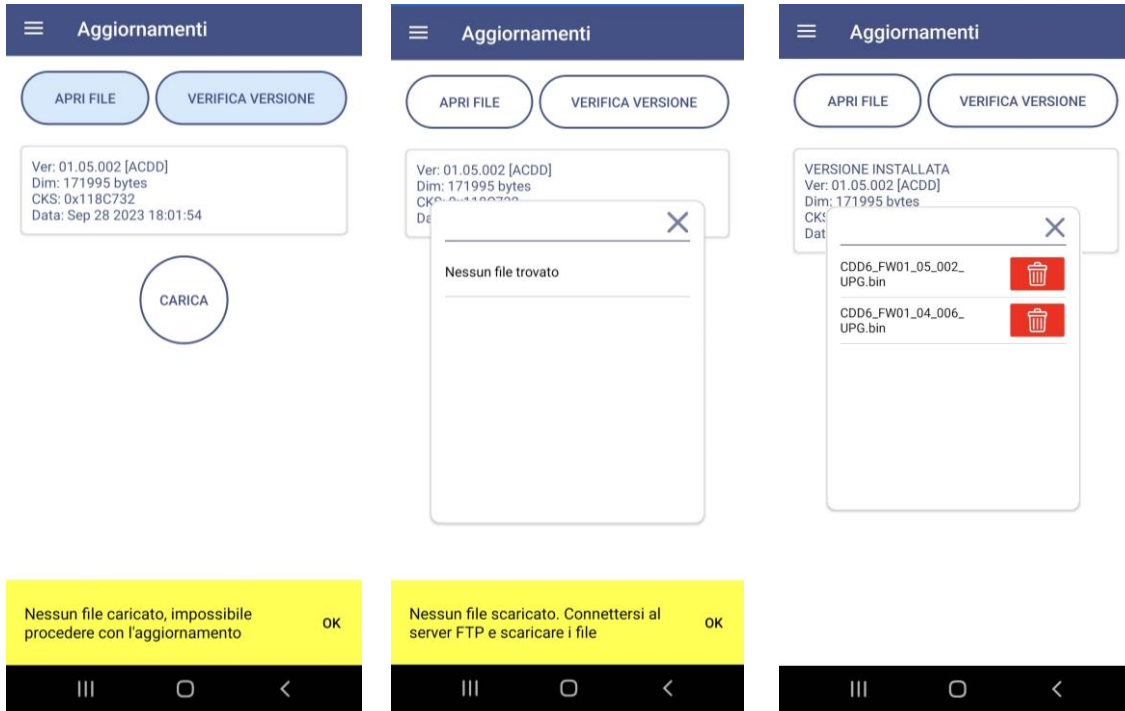 Aggiornamenti
APRI FILE
VERIFICA VERSIONE
Ver: 01.05.002 [ACDD]
Dim: 171995 bytes
CKS: 0x118C732
Data: Sep 28 2023 18:01:54
CARICA
Nessun file caricato, impossibile
procedere con l'aggiornamento
OK
Aggiornamenti
APRI FILE
VERIFICA VERSIONE
Ver: 01.05.002 [ACDD]
Dim: 171995 bytes
Nessun file trovato
Nessun file scaricato. Connettersi al
server FTP e scaricare i file
OK
Aggiornamenti
APRI FILE
VERIFICA VERSIONE
VERSIONE INSTALLATA
Ver: 01.05.002 [ACDD]
Dim: 171995 bytes
CDD6_FW01_05_002_
UPG.bin
CDD6_FW01_04_006_
UPG.bin